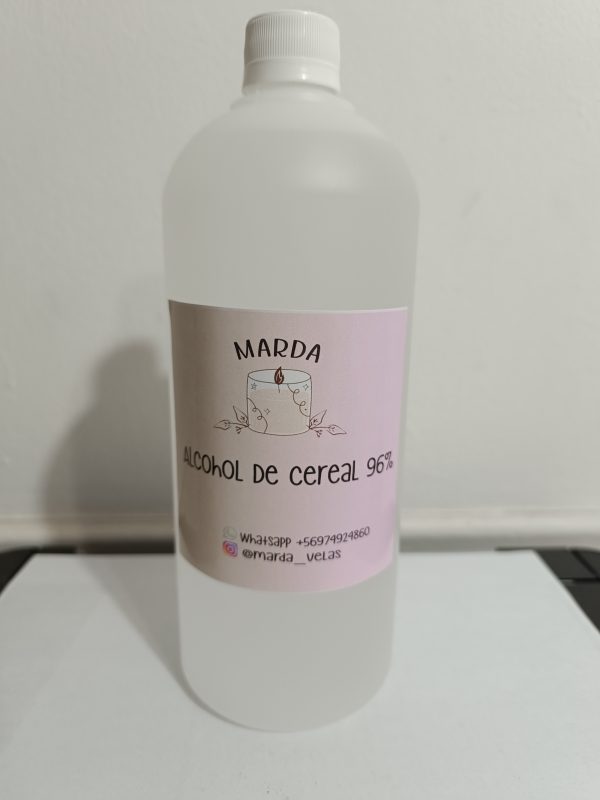 MARDA
ALCOHOL DE CEREAL 96%
WhatsApp +56974924860
@marda_velas